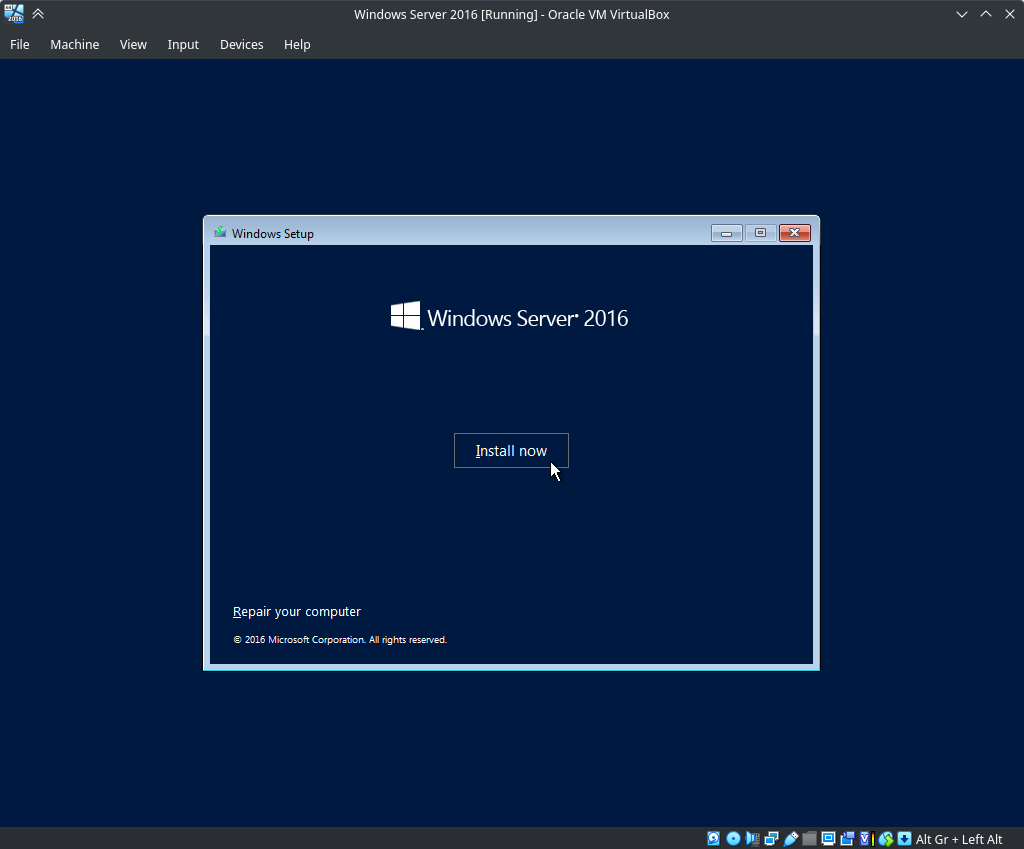 Windows Server 2016 [Running] - Oracle VM VirtualBox
File Machine View Input Devices Help
Windows Setup
Windows Server® 2016
Install now
Repair your computer
© 2016 Microsoft Corporation. All rights reserved.
Alt Gr + Left Alt